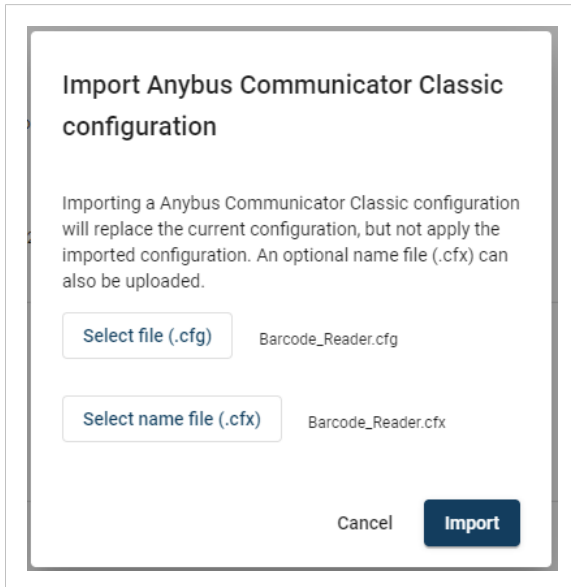 Import Anybus Communicator Classic
configuration
Importing a Anybus Communicator Classic configuration
will replace the current configuration, but not apply the
imported configuration. An optional name file (.cfx) can
also be uploaded.
Select file (.cfg) Barcode_Reader.cfg
Select name file (.cfx) Barcode_Reader.cfx
Cancel Import